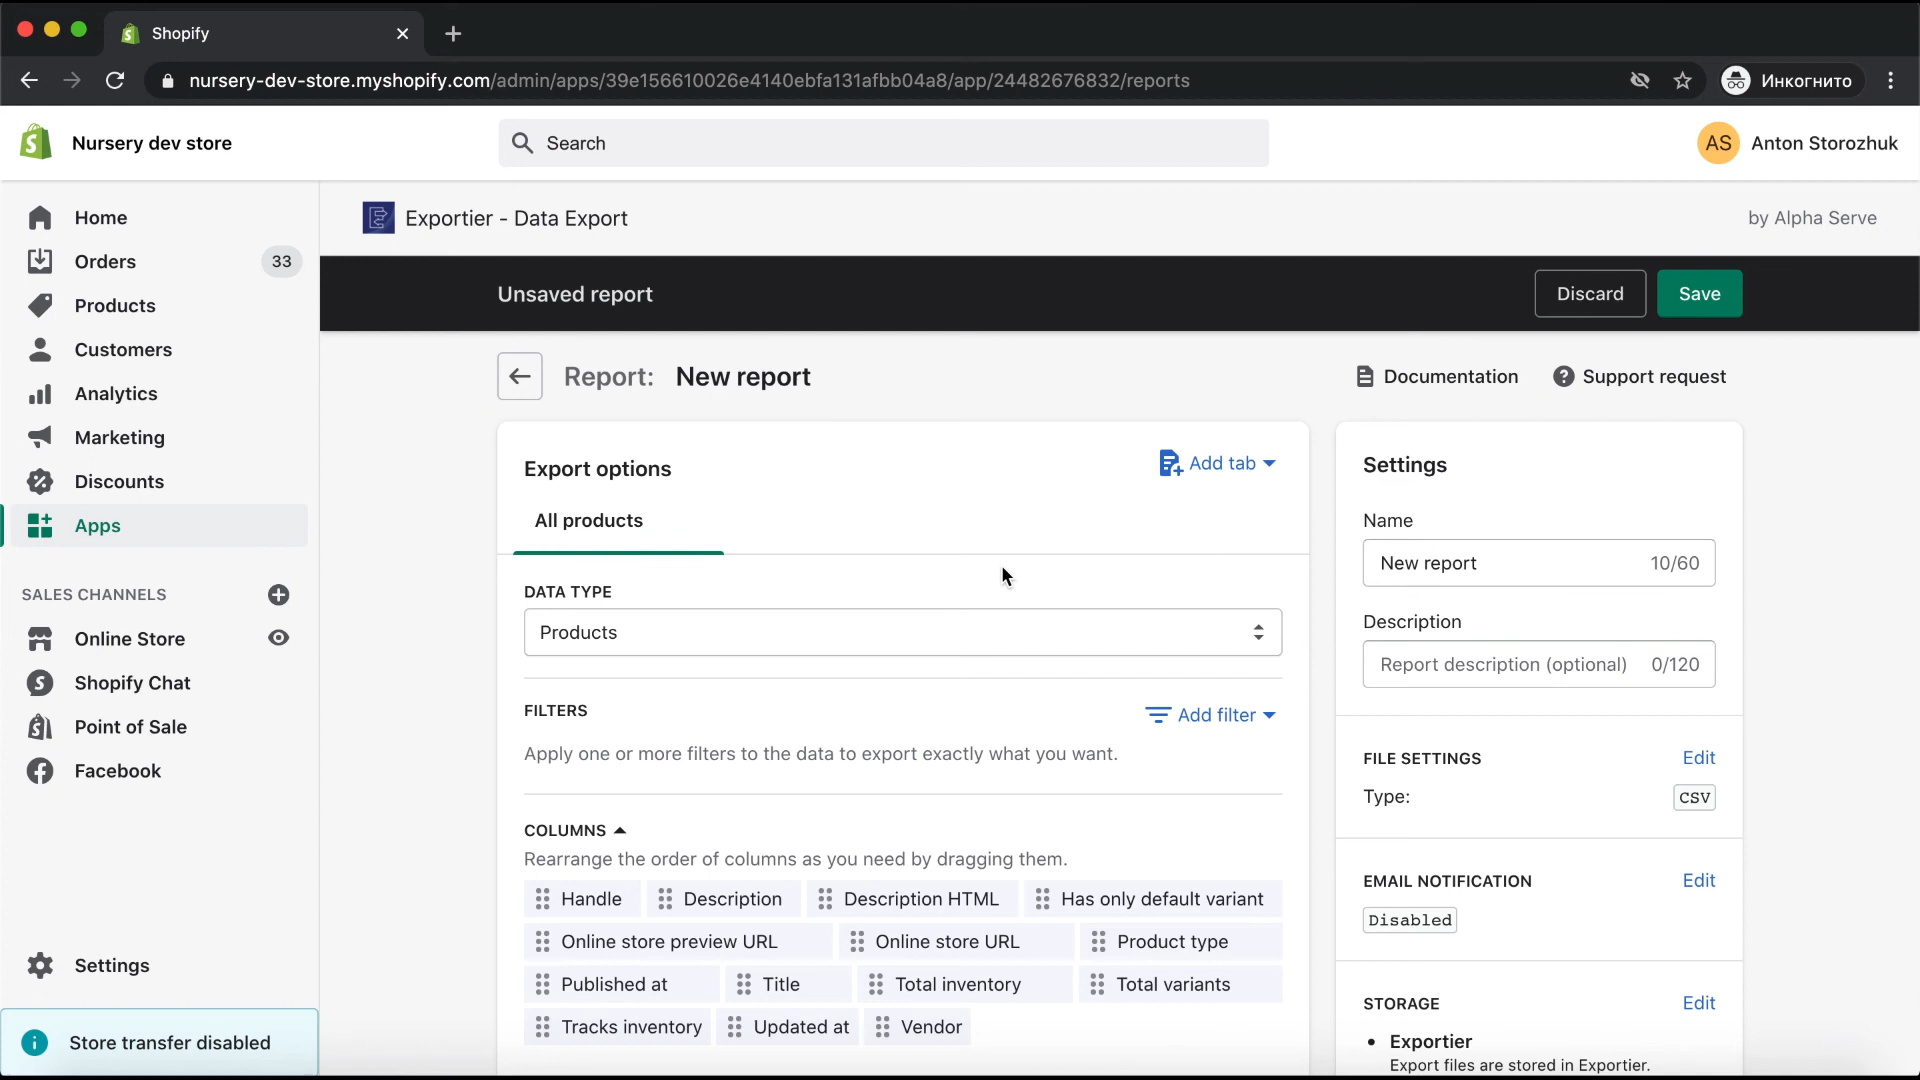 Shopify
nursery-dev-store.myshopify.com/admin/apps/39e156610026e4140ebfa131afbb04a8/app/24482676832/reports
Инкогнито
Nursery dev store
Search
AS
Anton Storozhuk
Home
Orders
33
Products
Customers
Analytics
Marketing
Discounts
Apps
SALES CHANNELS
Online Store
Shopify Chat
Point of Sale
Facebook
Settings
Store transfer disabled
Exportier - Data Export
by Alpha Serve
Unsaved report
Discard
Save
Report: New report
Documentation
Support request
Export options
Add tab
All products
DATA TYPE
Products
FILTERS
Add filter
Apply one or more filters to the data to export exactly what you want.
COLUMNS
Rearrange the order of columns as you need by dragging them.
Handle Description Description HTML Has only default variant
Online store preview URL Online store URL Product type
Published at Title Total inventory Total variants
Tracks inventory Updated at Vendor
Settings
Name
New report 10/60
Description
Report description (optional) 0/120
FILE SETTINGS Edit
Type: CSV
EMAIL NOTIFICATION Edit
Disabled
STORAGE Edit
• Exportier
Export files are stored in Exportier.